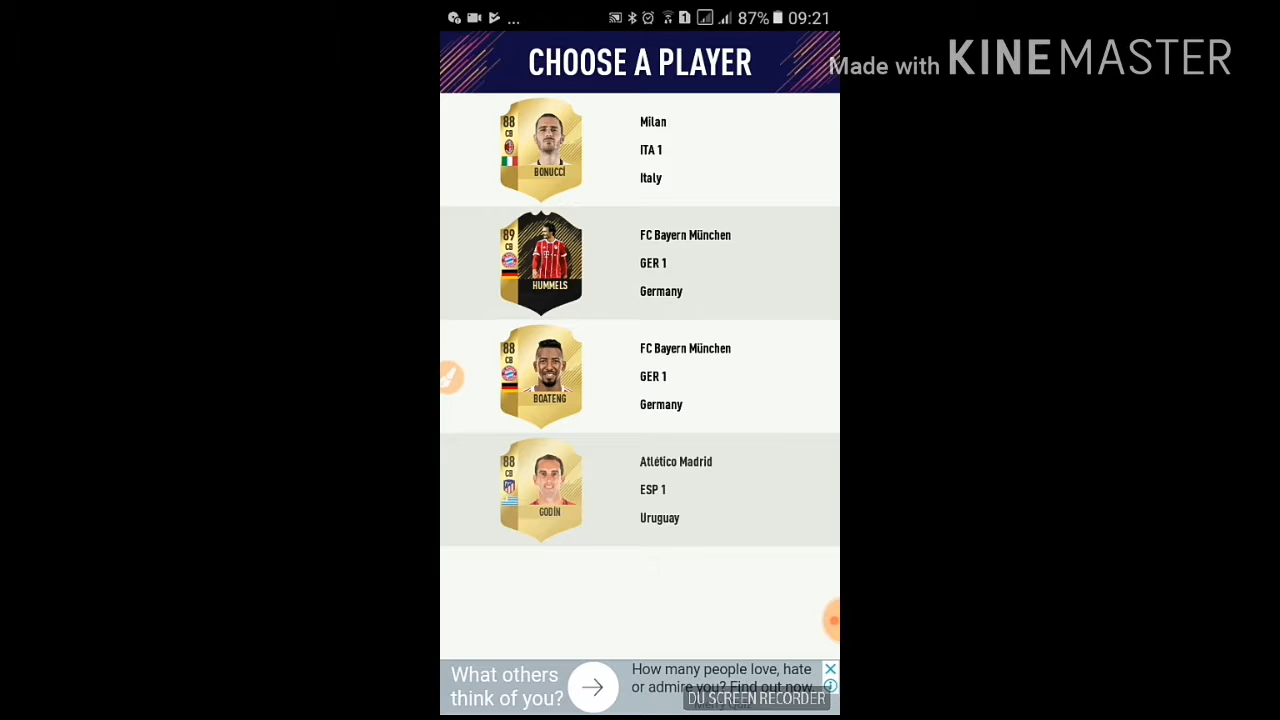 ... 1 87% 09:21
CHOOSE A PLAYER
Made with KINEMASTER
88
CB
BONUCCI
Milan
ITA 1
Italy
89
CB
HUMMELS
FC Bayern München
GER 1
Germany
88
CB
BOATENG
FC Bayern München
GER 1
Germany
88
CB
GODÍN
Atlético Madrid
ESP 1
Uruguay
What others
think of you?
How many people love, hate
or admire you? Find out now.
DU SCREEN RECORDER